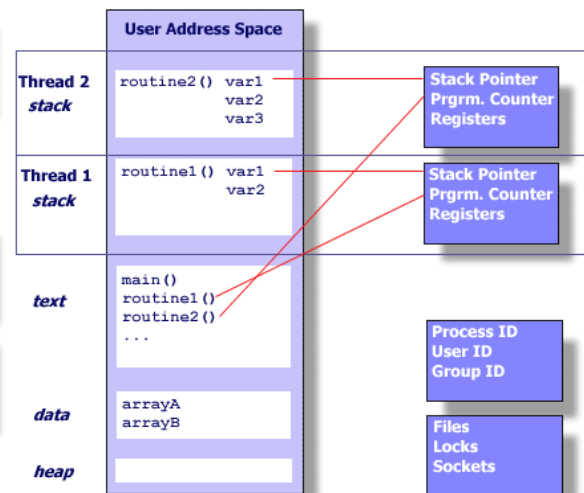 User Address Space
Thread 2
stack
routine2() var1
var2
var3
Stack Pointer
Prgrm. Counter
Registers
Thread 1
stack
routine1() var1
var2
Stack Pointer
Prgrm. Counter
Registers
text
main()
routine1()
routine2()
...
Process ID
User ID
Group ID
data
arrayA
arrayB
Files
Locks
Sockets
heap